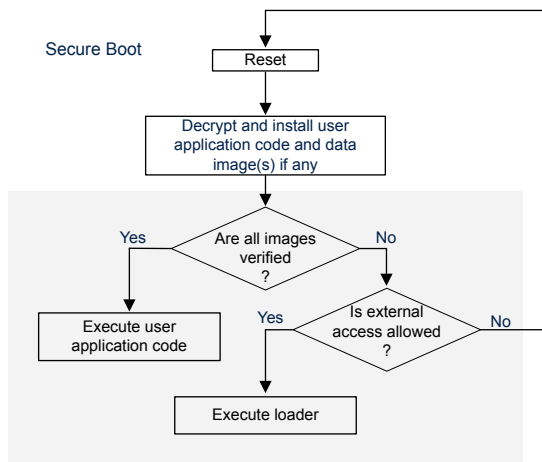 Secure Boot
Reset
Decrypt and install user
application code and data
image(s) if any
Yes
Are all images
verified
?
No
Execute user
application code
Yes
Is external
access allowed
?
No
Execute loader